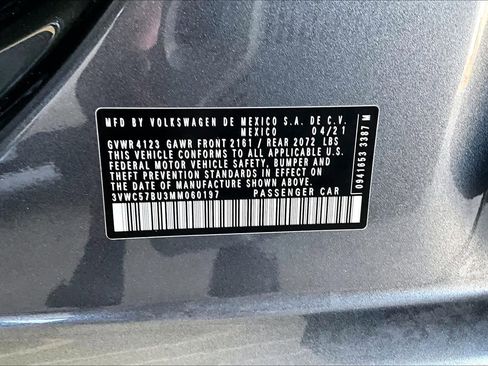 MFD BY VOLKSWAGEN DE MEXICO S.A. DE C.V.
MEXICO 04/21
GVWR 4123 GAWR FRONT 2161/ REAR 2072 LBS
THIS VEHICLE CONFORMS TO ALL APPLICABLE U.S.
FEDERAL MOTOR VEHICLE SAFETY, BUMPER AND
THEFT PREVENTION STANDARDS IN EFFECT ON THE
DATE OF MANUFACTURE SHOWN ABOVE.
3VWC57BU3MM060197 PASSENGER CAR
0941653 3387 M